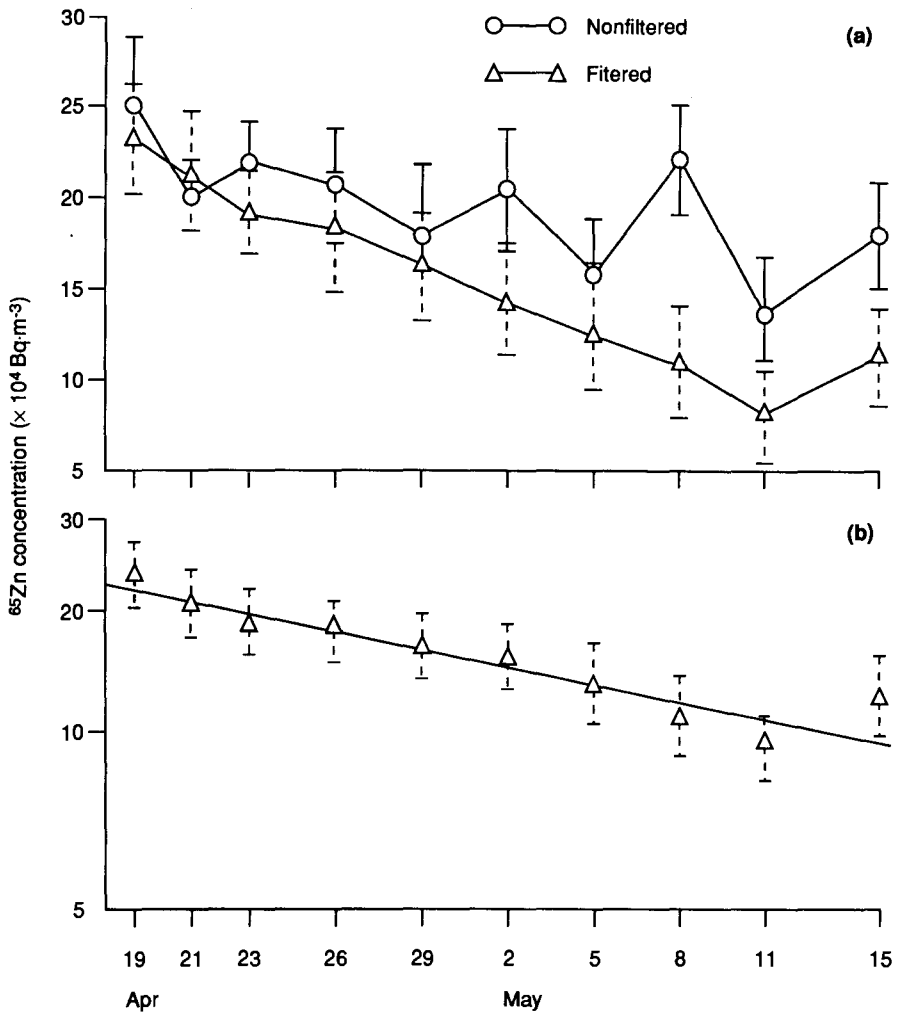 30
25
20
15
10
5
Nonfiltered
Fitered
(a)
⁶⁵Zn concentration (× 10⁴ Bq·m⁻³)
30
20
10
5
(b)
19 21 23 26 29 2 5 8 11 15
Apr May